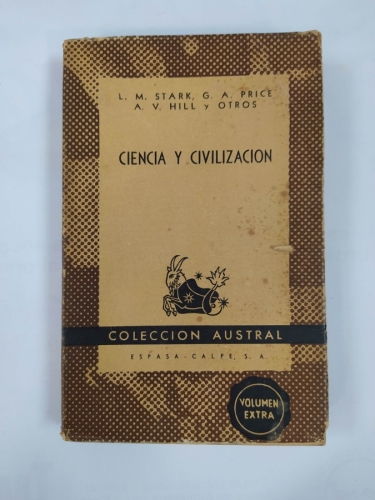 L. M. STARK, G. A. PRICE
A. V. HILL y OTROS
CIENCIA Y CIVILIZACION
COLECCION AUSTRAL
ESPASA-CALPE, S. A.
VOLUMEN
EXTRA